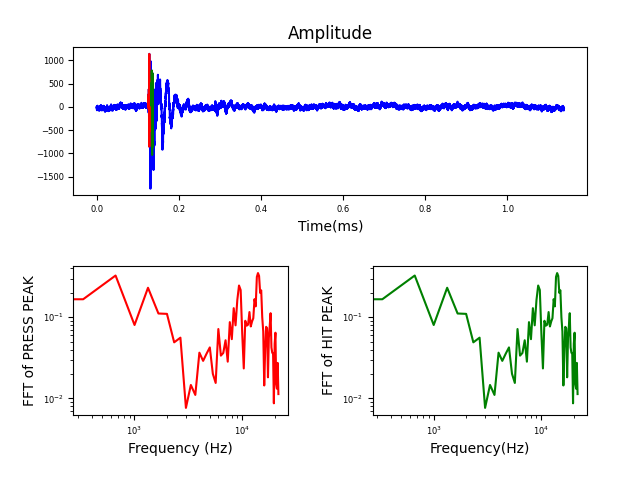 Amplitude
1000
500
0
−500
−1000
−1500
0.0 0.2 0.4 0.6 0.8 1.0
Time(ms)
FFT of PRESS PEAK
10⁻¹
10⁻²
10³ 10⁴
Frequency (Hz)
FFT of HIT PEAK
10⁻¹
10⁻²
10³ 10⁴
Frequency(Hz)